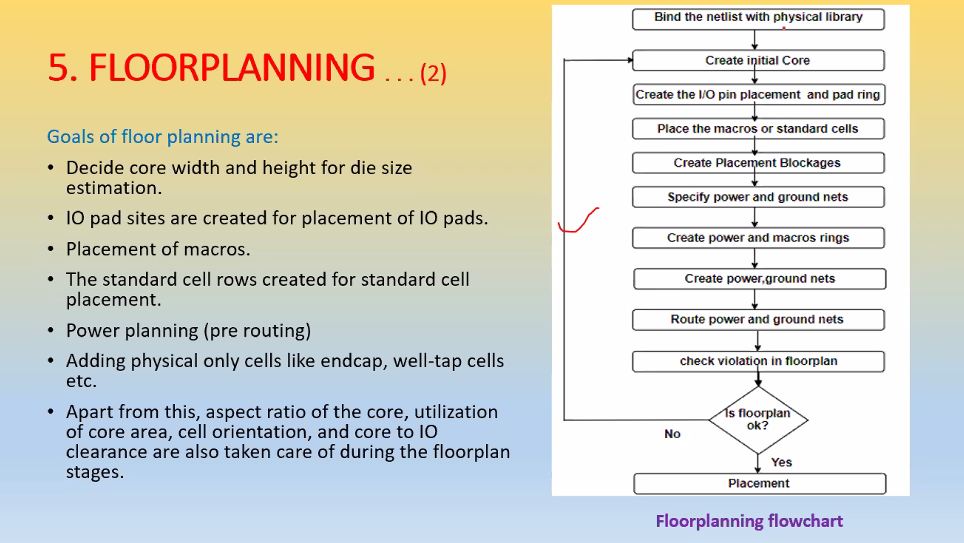 5. FLOORPLANNING . . . (2)
Goals of floor planning are:
• Decide core width and height for die size
estimation.
• IO pad sites are created for placement of IO pads.
• Placement of macros.
• The standard cell rows created for standard cell
placement.
• Power planning (pre routing)
• Adding physical only cells like endcap, well-tap cells
etc.
• Apart from this, aspect ratio of the core, utilization
of core area, cell orientation, and core to IO
clearance are also taken care of during the floorplan
stages.
Bind the netlist with physical library
Create initial Core
Create the I/O pin placement and pad ring
Place the macros or standard cells
Create Placement Blockages
Specify power and ground nets
Create power and macros rings
Create power,ground nets
Route power and ground nets
check violation in floorplan
Is floorplan
ok?
No
Yes
Placement
Floorplanning flowchart